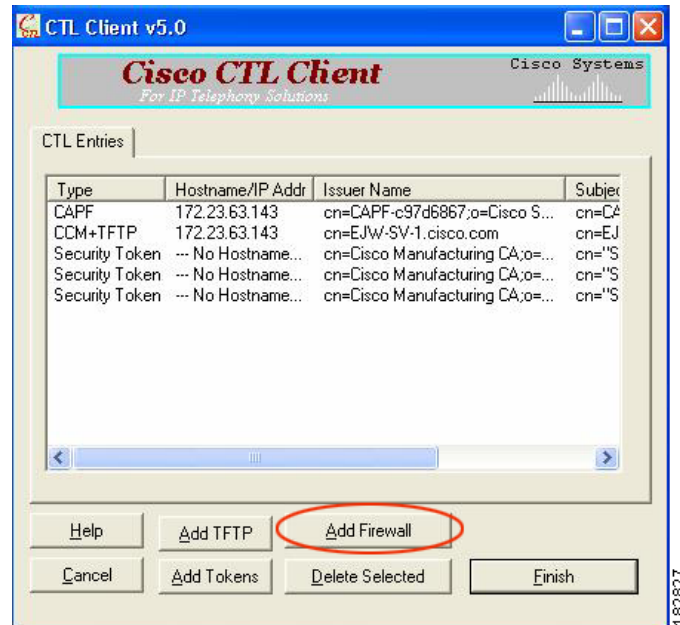 CTL Client v5.0
Cisco CTL Client
For IP Telephony Solutions
Cisco Systems
CTL Entries
Type Hostname/IP Addr Issuer Name Subjec
CAPF 172.23.63.143 cn=CAPF-c97d6867;o=Cisco S... cn=CA
CCM+TFTP 172.23.63.143 cn=EJW-SV-1.cisco.com cn=EJ
Security Token --- No Hostname... cn=Cisco Manufacturing CA;o=... cn="S
Security Token --- No Hostname... cn=Cisco Manufacturing CA;o=... cn="S
Security Token --- No Hostname... cn=Cisco Manufacturing CA;o=... cn="S
Help Add TFTP Add Firewall
Cancel Add Tokens Delete Selected Finish
182827